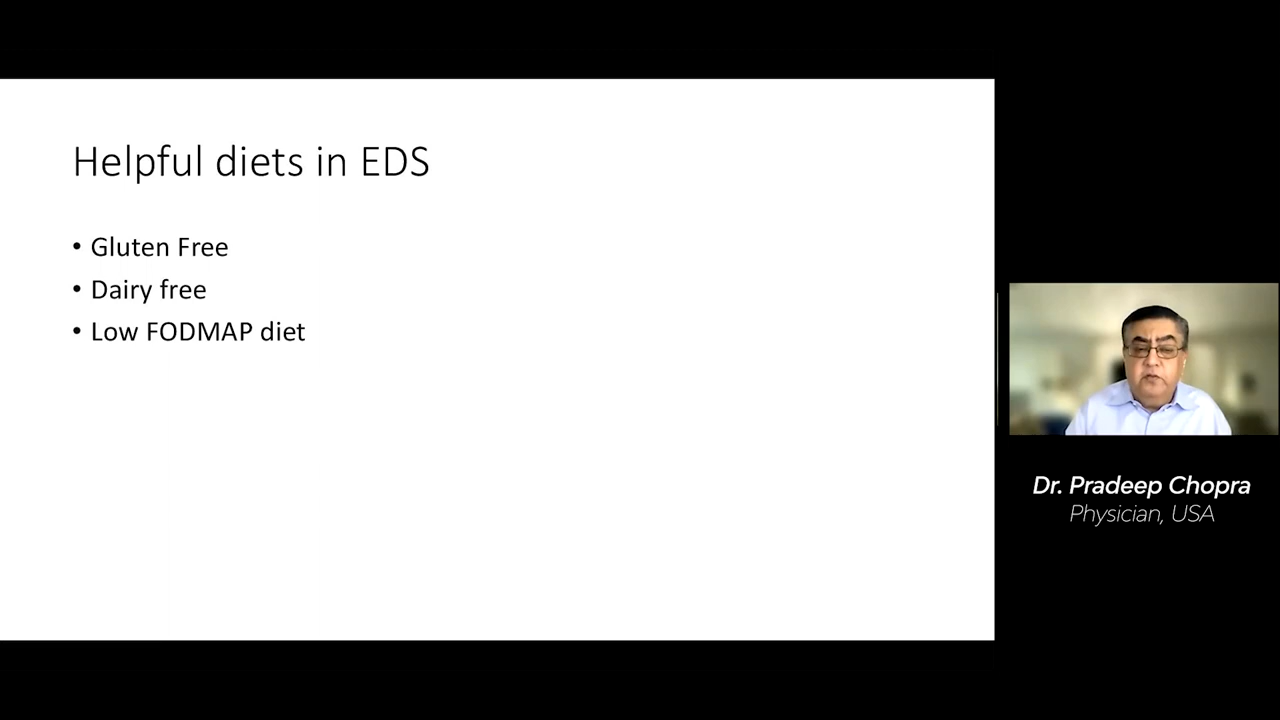 Helpful diets in EDS
• Gluten Free
• Dairy free
• Low FODMAP diet
Dr. Pradeep Chopra
Physician, USA